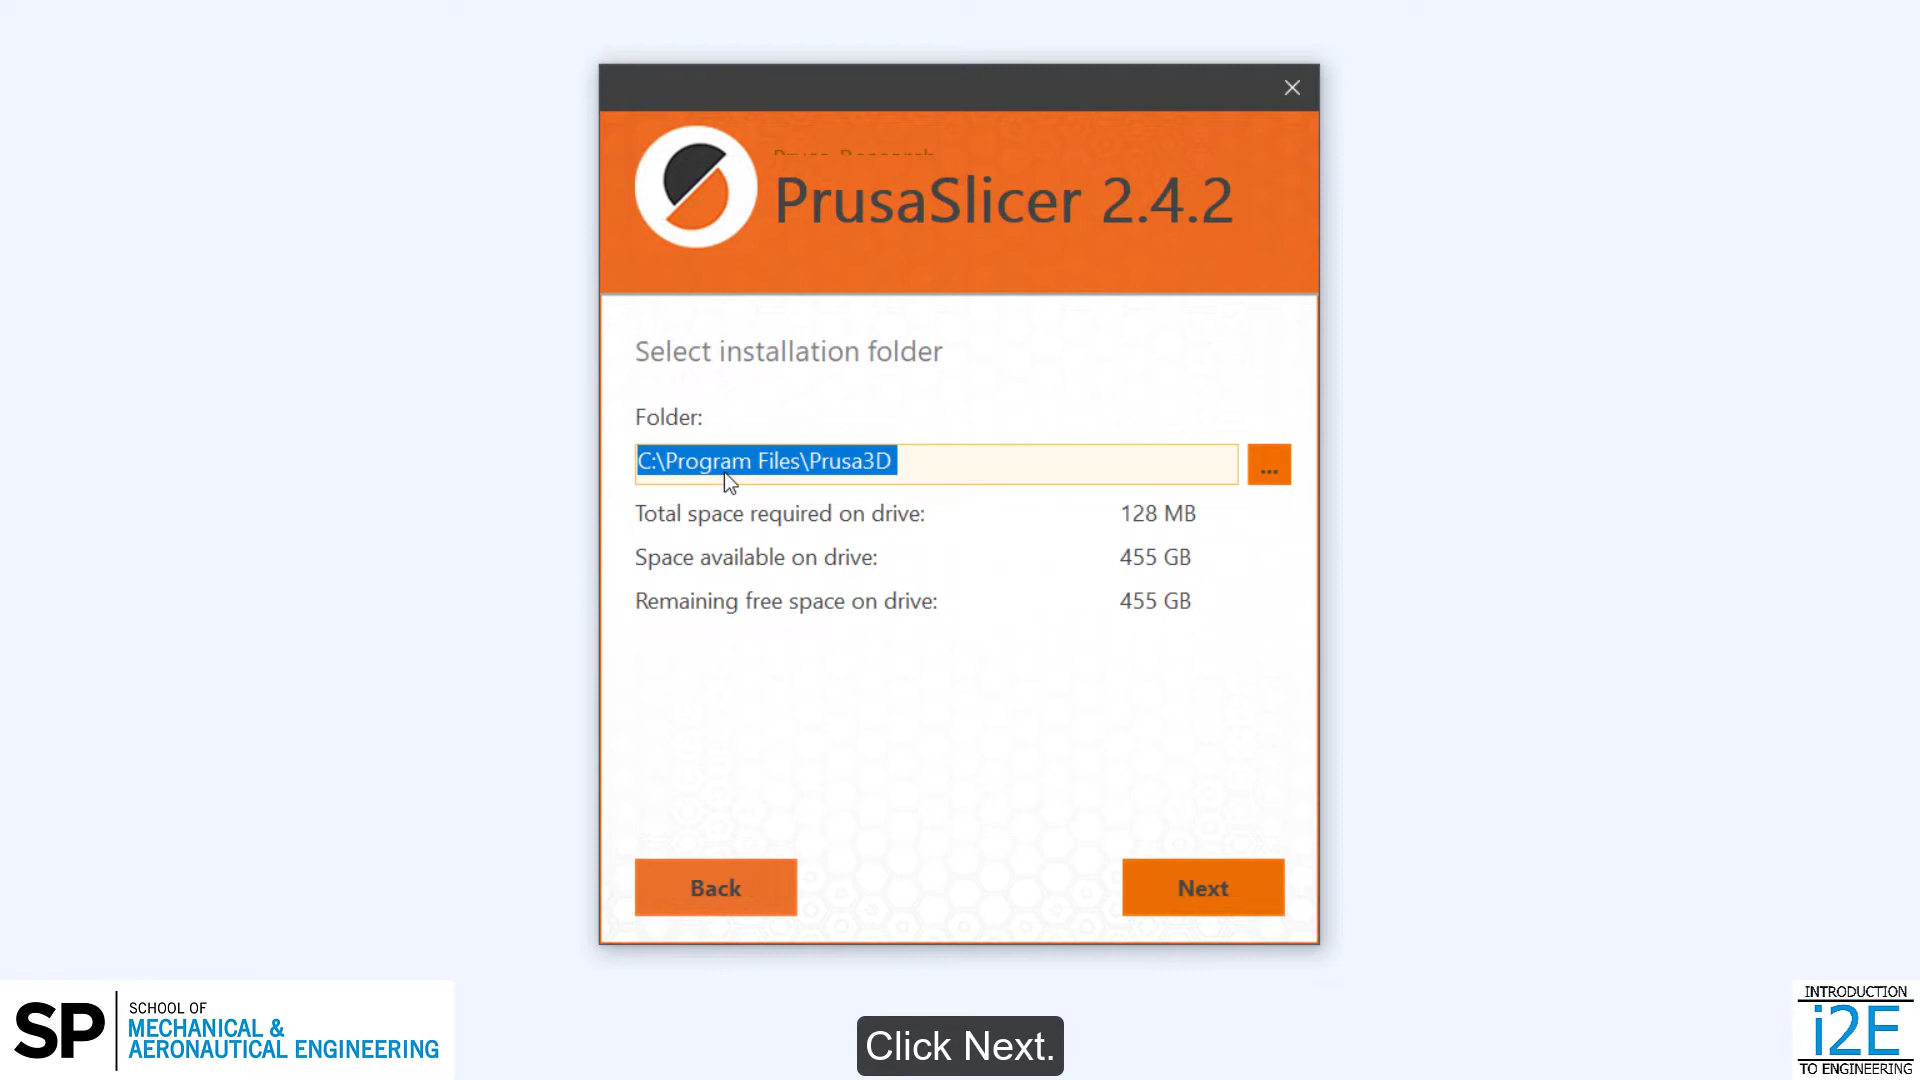 Prusa Research
PrusaSlicer 2.4.2
Select installation folder
Folder:
C:\Program Files\Prusa3D
...
Total space required on drive: 128 MB
Space available on drive: 455 GB
Remaining free space on drive: 455 GB
Back
Next
SP
SCHOOL OF
MECHANICAL &
AERONAUTICAL ENGINEERING
Click Next.
INTRODUCTION
i2E
TO ENGINEERING